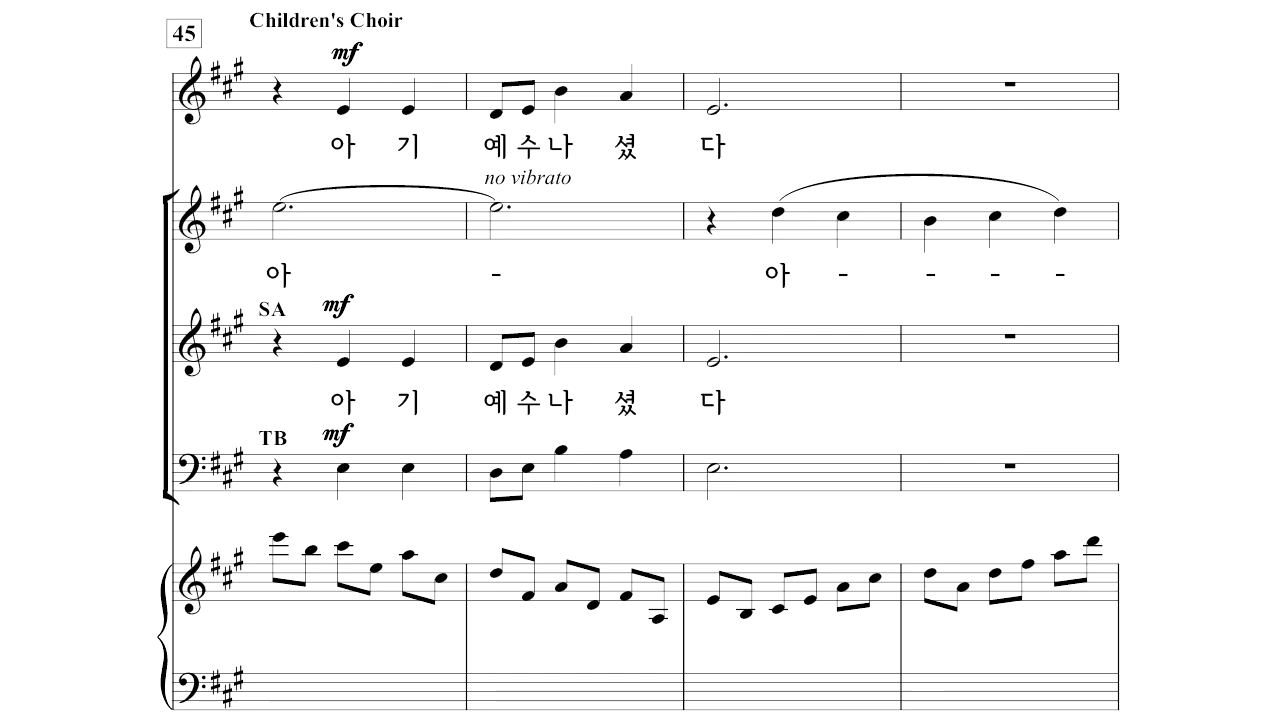 Children's Choir
45
mf
아 기 예 수 나 셨 다
no vibrato
아 - 아 - - - -
SA mf
아 기 예 수 나 셨 다
TB mf